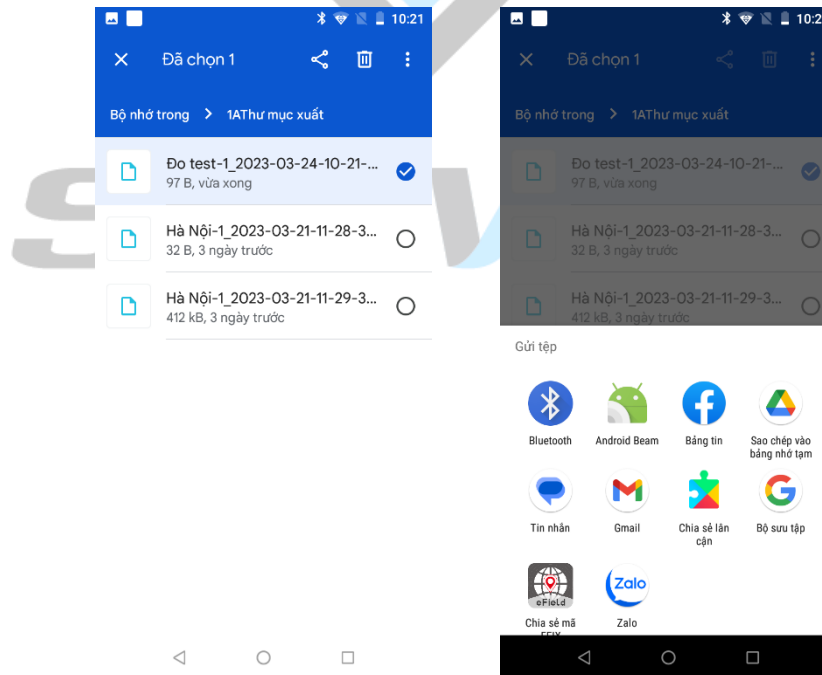 10:21
Đã chọn 1
Bộ nhớ trong > 1AThư mục xuất
Đo test-1_2023-03-24-10-21-...
97 B, vừa xong
Hà Nội-1_2023-03-21-11-28-3...
32 B, 3 ngày trước
Hà Nội-1_2023-03-21-11-29-3...
412 kB, 3 ngày trước
10:2
Đã chọn 1
Bộ nhớ trong > 1AThư mục xuất
Đo test-1_2023-03-24-10-21-...
97 B, vừa xong
Hà Nội-1_2023-03-21-11-28-3...
32 B, 3 ngày trước
Hà Nội-1_2023-03-21-11-29-3...
412 kB, 3 ngày trước
Gửi tệp
Bluetooth
Android Beam
Bảng tin
Sao chép vào
bảng nhớ tạm
Tin nhắn
Gmail
Chia sẻ lân
cận
Bộ sưu tập
eField
Zalo
Chia sẻ mã
Zalo